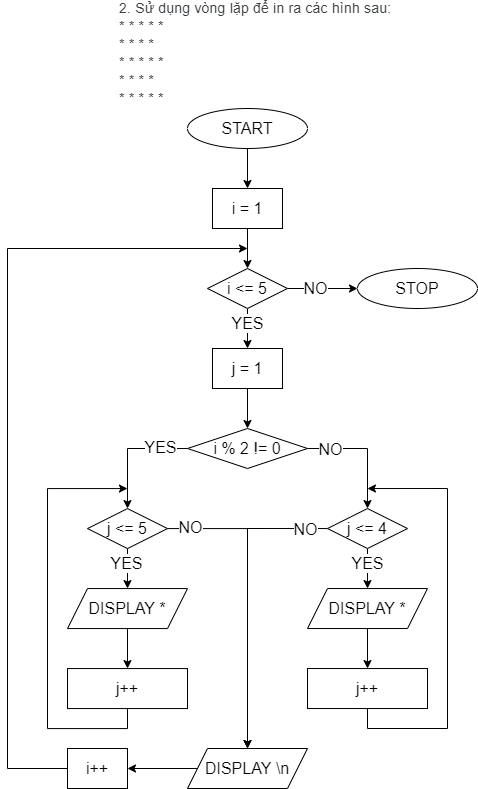 2. Sử dụng vòng lặp để in ra các hình sau:
* * * * *
* * * *
* * * * *
* * * *
* * * * *
START
i = 1
i <= 5
NO
STOP
YES
j = 1
YES
i % 2 != 0
NO
j <= 5
NO
NO
j <= 4
YES
YES
DISPLAY *
DISPLAY *
j++
j++
i++
DISPLAY \n